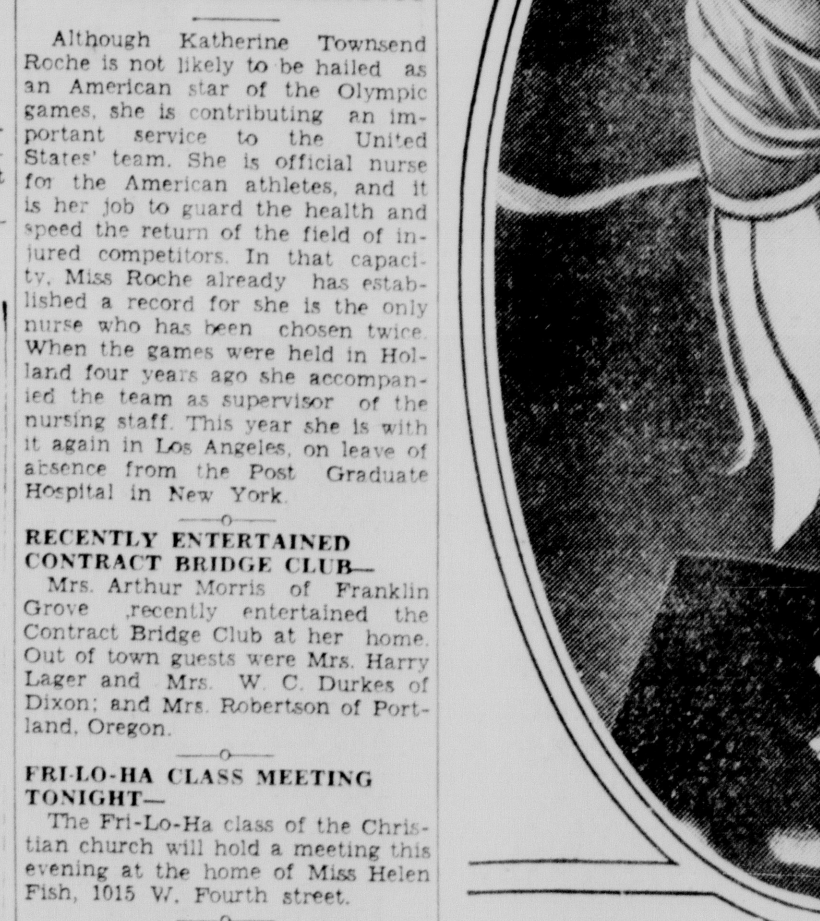 Although Katherine Townsend
Roche is not likely to be hailed as
an American star of the Olympic
games, she is contributing an im-
portant service to the United
States' team. She is official nurse
for the American athletes, and it
is her job to guard the health and
speed the return of the field of in-
jured competitors. In that capaci-
ty, Miss Roche already has estab-
lished a record for she is the only
nurse who has been chosen twice.
When the games were held in Hol-
land four years ago she accompan-
ied the team as supervisor of the
nursing staff. This year she is with
it again in Los Angeles, on leave of
absence from the Post Graduate
Hospital in New York.
RECENTLY ENTERTAINED
CONTRACT BRIDGE CLUB—
Mrs. Arthur Morris of Franklin
Grove ,recently entertained the
Contract Bridge Club at her home.
Out of town guests were Mrs. Harry
Lager and Mrs. W. C. Durkes of
Dixon; and Mrs. Robertson of Port-
land, Oregon.
FRI-LO-HA CLASS MEETING
TONIGHT—
The Fri-Lo-Ha class of the Chris-
tian church will hold a meeting this
evening at the home of Miss Helen
Fish, 1015 W. Fourth street.